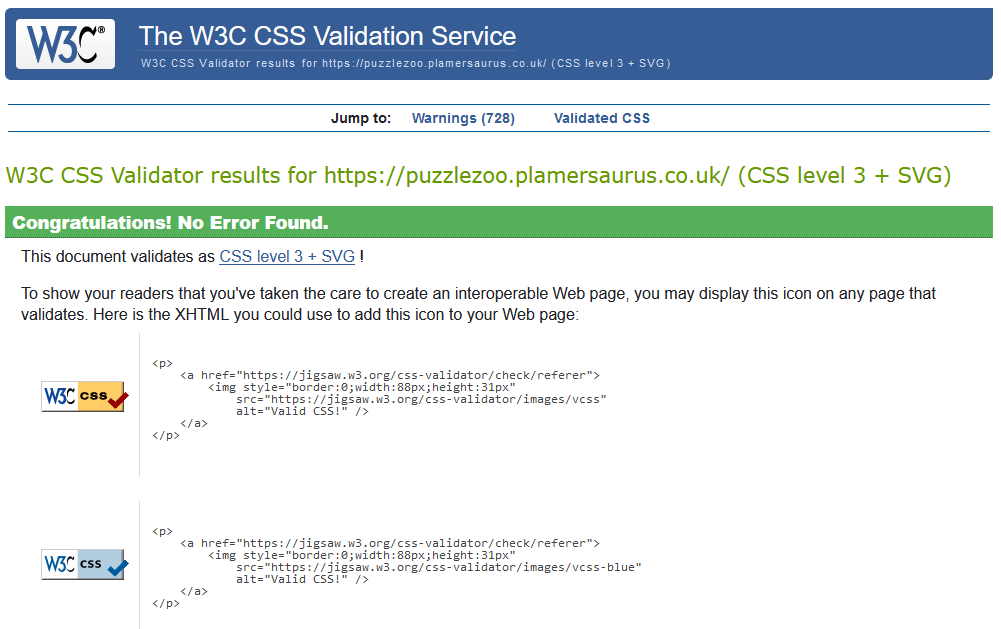 W3C®
The W3C CSS Validation Service
W3C CSS Validator results for https://puzzlezoo.plamersaurus.co.uk/ (CSS level 3 + SVG)
Jump to: Warnings (728) Validated CSS
W3C CSS Validator results for https://puzzlezoo.plamersaurus.co.uk/ (CSS level 3 + SVG)
Congratulations! No Error Found.
This document validates as CSS level 3 + SVG !
To show your readers that you've taken the care to create an interoperable Web page, you may display this icon on any page that
validates. Here is the XHTML you could use to add this icon to your Web page:
W3C CSS
<p>
<a href="https://jigsaw.w3.org/css-validator/check/referer">
<img style="border:0;width:88px;height:31px"
src="https://jigsaw.w3.org/css-validator/images/vcss"
alt="Valid CSS!" />
</a>
</p>
W3C CSS
<p>
<a href="https://jigsaw.w3.org/css-validator/check/referer">
<img style="border:0;width:88px;height:31px"
src="https://jigsaw.w3.org/css-validator/images/vcss-blue"
alt="Valid CSS!" />
</a>
</p>